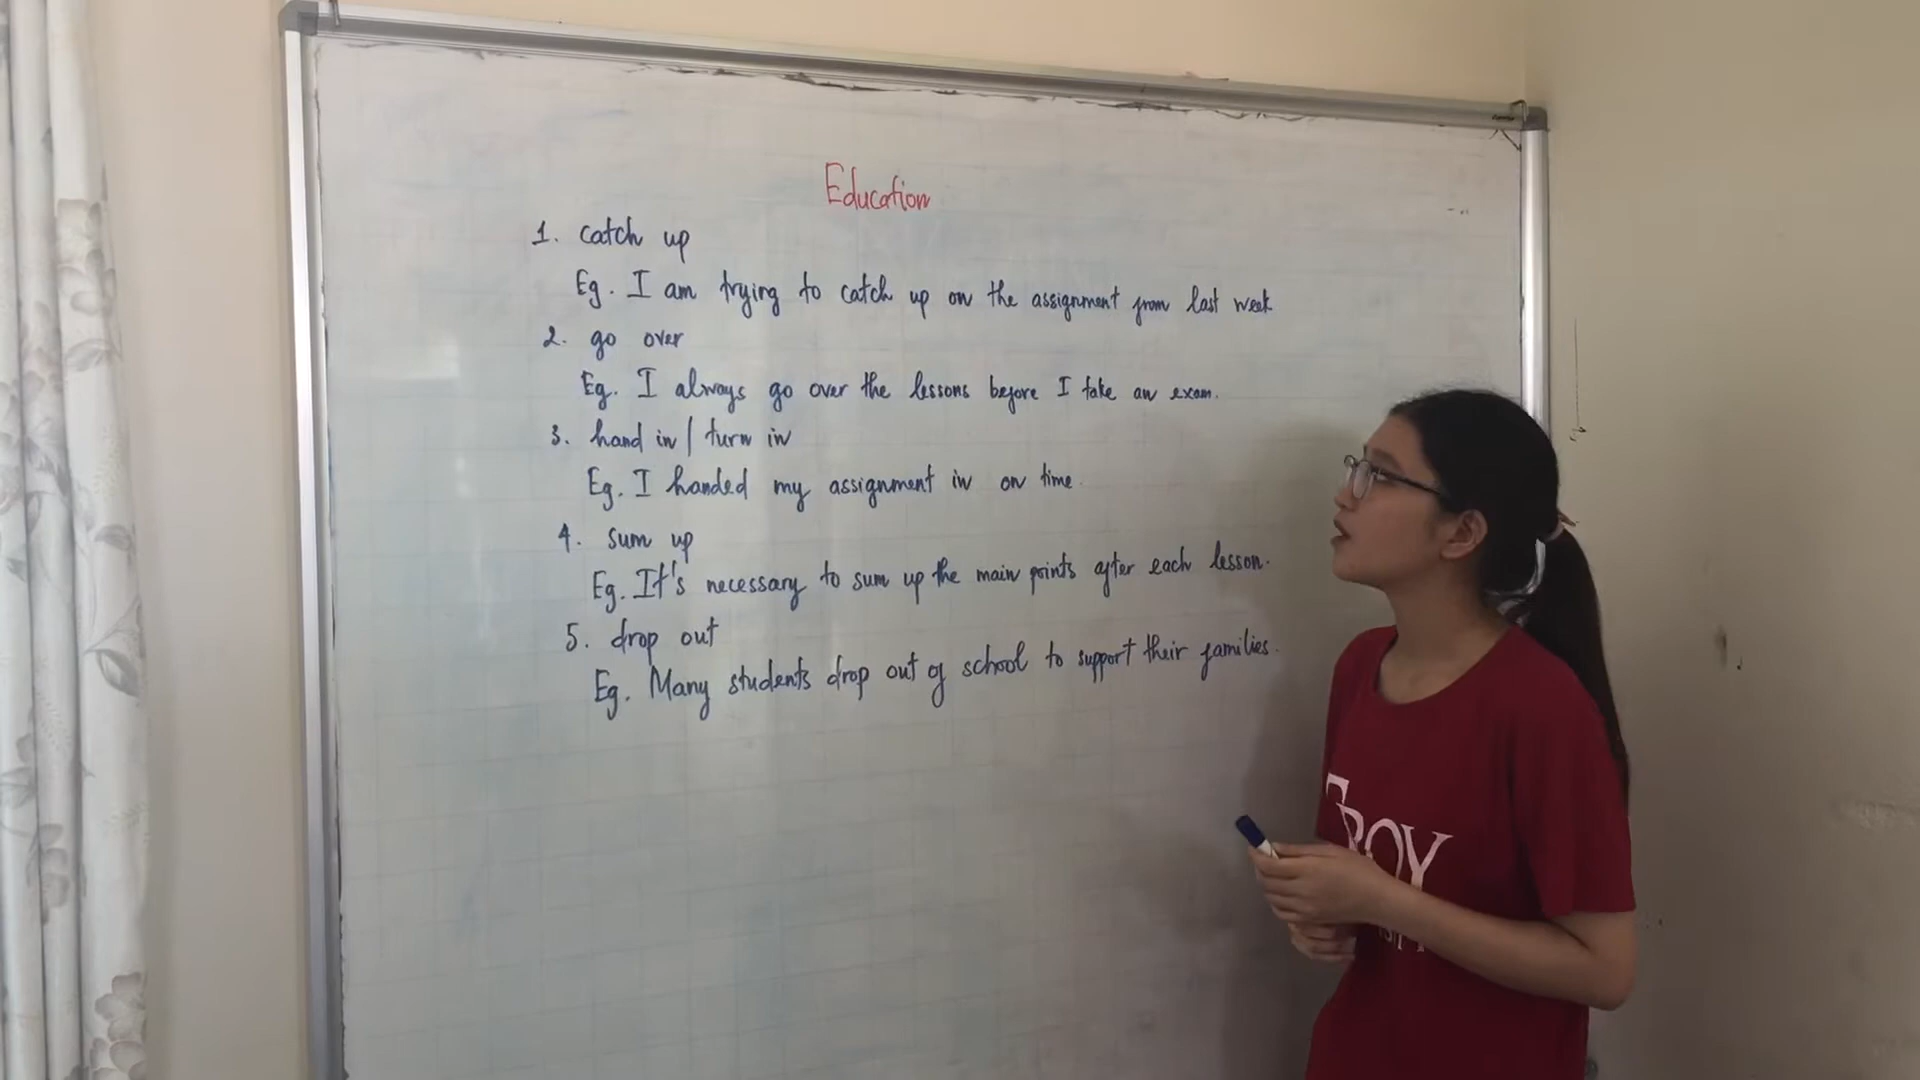 Education
1. catch up
Eg. I am trying to catch up on the assignment from last week
2. go over
Eg. I always go over the lessons before I take an exam.
3. hand in / turn in
Eg. I handed my assignment in on time.
4. sum up
Eg. It's necessary to sum up the main points after each lesson.
5. drop out
Eg. Many students drop out of school to support their families.
TROY